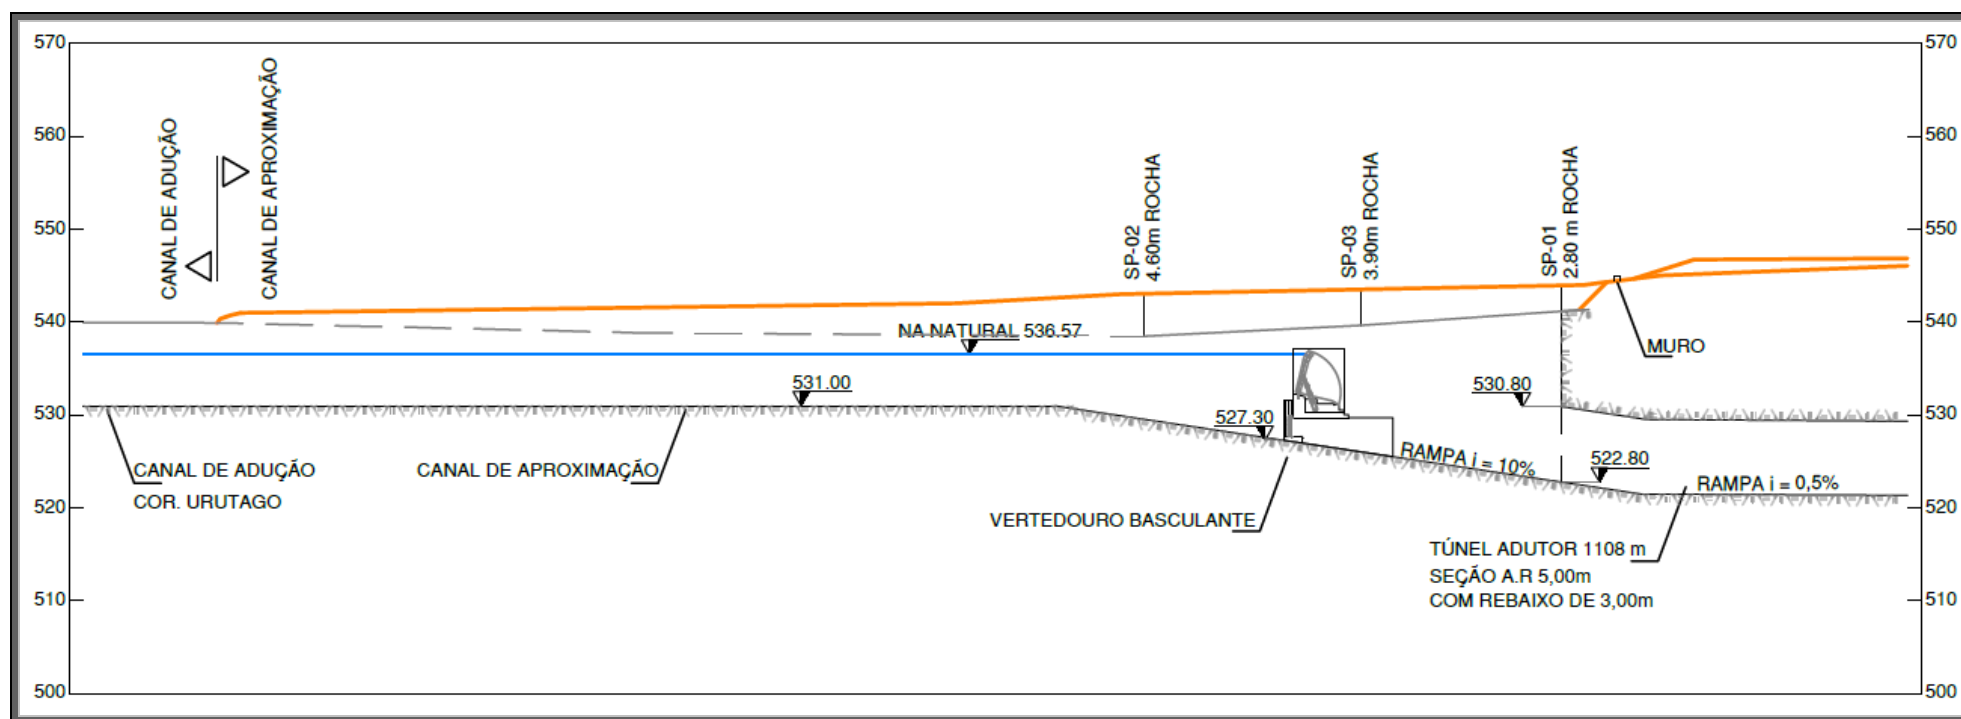 570
570
560
560
550
550
540
540
530
530
520
520
510
510
500
500
CANAL DE ADUÇÃO
CANAL DE APROXIMAÇÃO
SP-02
4.60m ROCHA
SP-03
3.90m ROCHA
SP-01
2.80 m ROCHA
NA NATURAL 536.57
MURO
531.00
530.80
527.30
CANAL DE ADUÇÃO
COR. URUTAGO
CANAL DE APROXIMAÇÃO
RAMPA i = 10%
522.80
RAMPA i = 0,5%
VERTEDOURO BASCULANTE
TÚNEL ADUTOR 1108 m
SEÇÃO A.R 5,00m
COM REBAIXO DE 3,00m